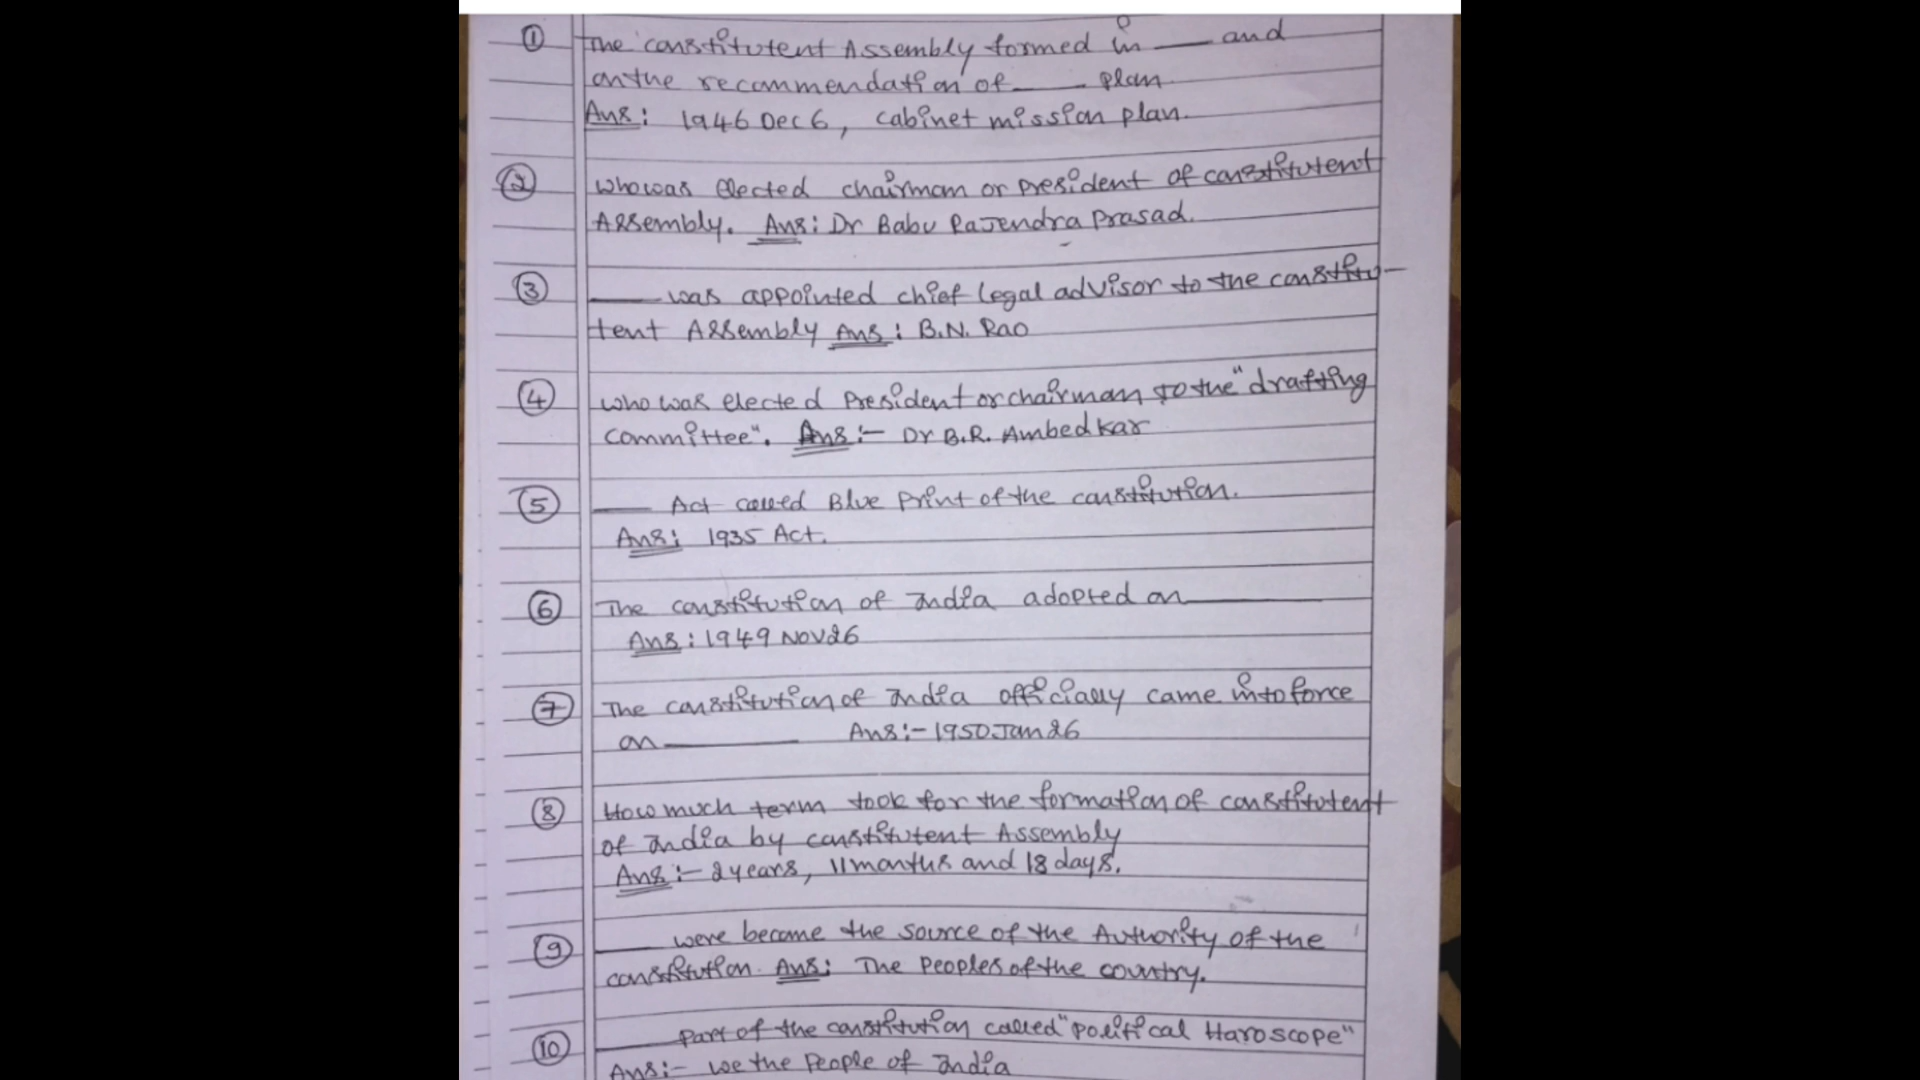 ① The constitutent Assembly formed in ___ and
on the recommendation of ___ plan
Ans: 1946 Dec 6, cabinet mission plan.
② who was elected chairman or president of constitutent
Assembly. Ans: Dr Babu Rajendra prasad.
③ ___ was appointed chief legal advisor to the constitu-
tent Assembly Ans: B.N. Rao
④ who was elected president or chairman to the "drafting
committee". Ans:- Dr B.R. Ambedkar
⑤ ___ Act called Blue Print of the constitution.
Ans: 1935 Act.
⑥ The constitution of India adopted on ___
Ans: 1949 Nov 26
⑦ The constitution of India officially came into force
on ___ Ans:- 1950 Jan 26
⑧ How much term took for the formation of constitutent
of India by constitutent Assembly
Ans:- 2 years, 11 months and 18 days.
⑨ ___ were become the source of the Authority of the
constitution. Ans: The Peoples of the country.
⑩ ___ Part of the constitution called "Political Haroscope"
Ans:- we the People of India